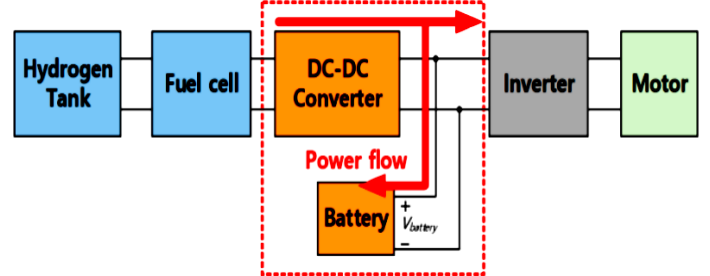 Hydrogen
Tank
Fuel cell
DC-DC
Converter
Inverter
Motor
Power flow
Battery
+
Vbattery
−